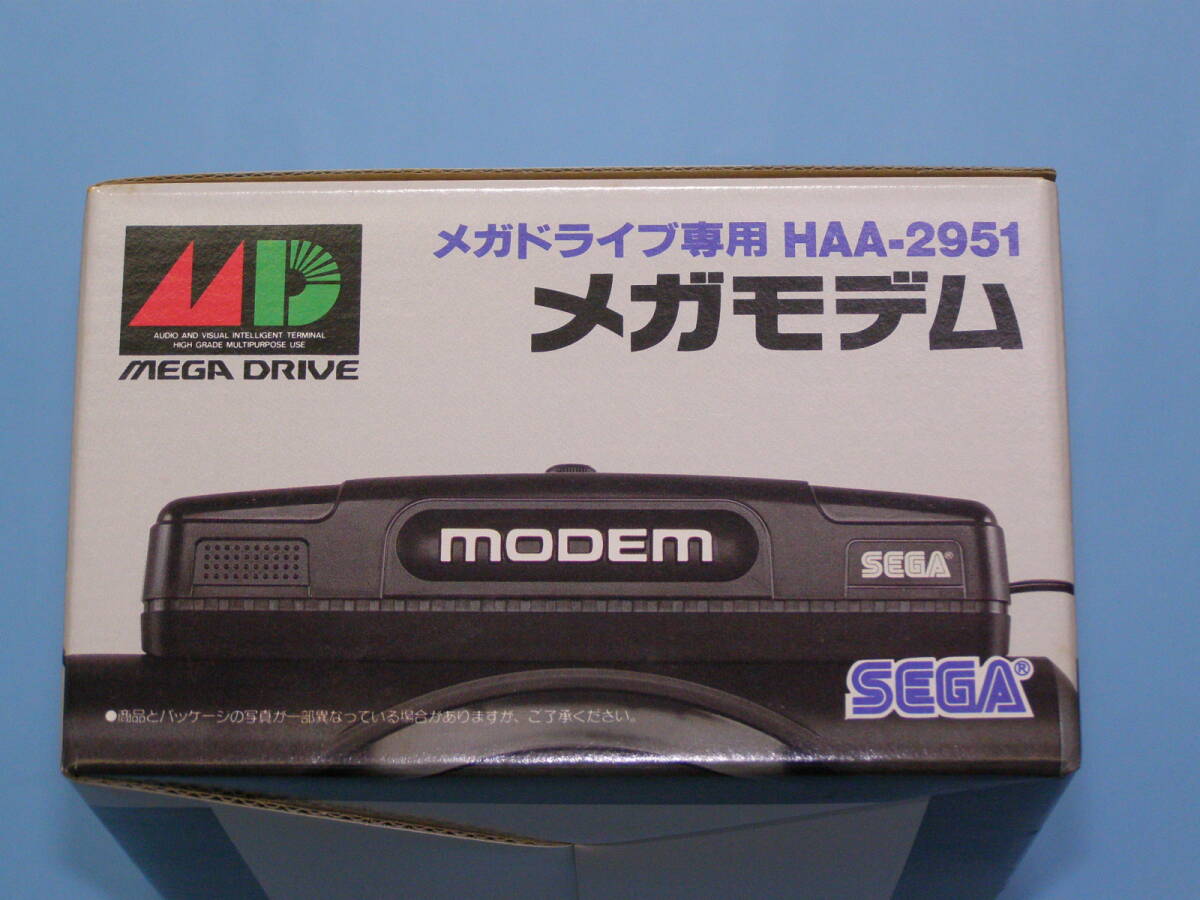 MD
AUDIO AND VISUAL INTELLIGENT TERMINAL
HIGH GRADE MULTIPURPOSE USE
MEGA DRIVE
メガドライブ専用 HAA-2951
メガモデム
MODEM
SEGA®
SEGA®
●商品とパッケージの写真が一部異なっている場合がありますが、ご了承ください。